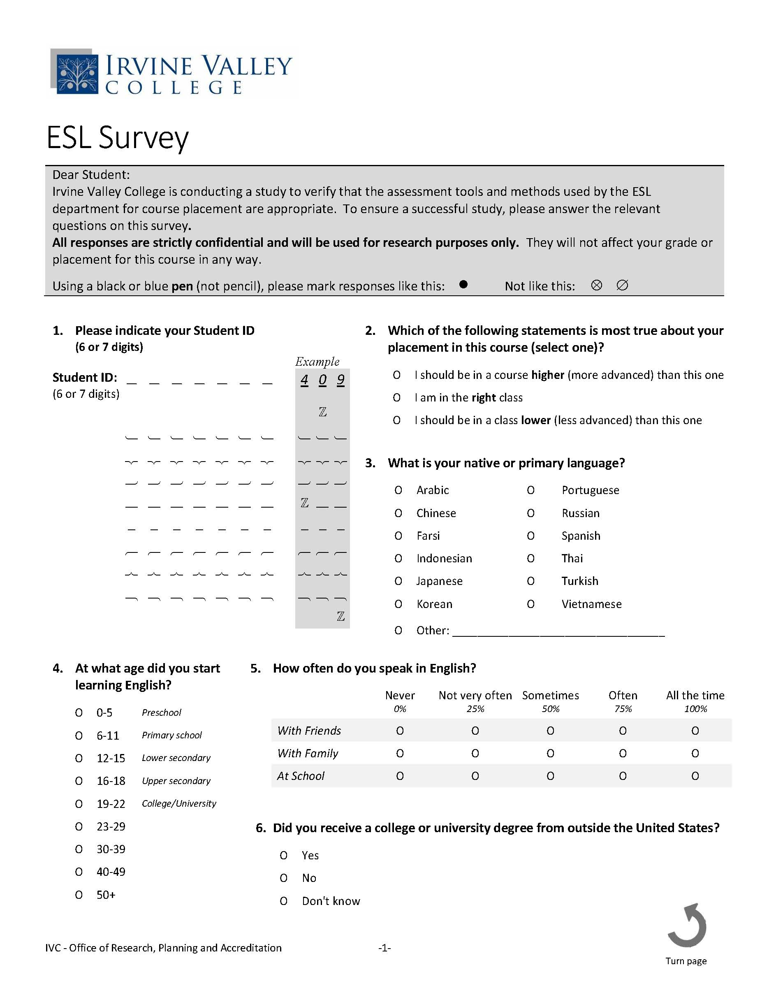 IRVINE VALLEY
COLLEGE
ESL Survey
Dear Student:
Irvine Valley College is conducting a study to verify that the assessment tools and methods used by the ESL
department for course placement are appropriate.  To ensure a successful study, please answer the relevant
questions on this survey.
All responses are strictly confidential and will be used for research purposes only.  They will not affect your grade or
placement for this course in any way.
Using a black or blue pen (not pencil), please mark responses like this: ● Not like this: ⊗ ∅
1. Please indicate your Student ID
(6 or 7 digits)
Example
Student ID: _ _ _ _ _ _ _ 4 0 9
(6 or 7 digits)
ℤ
ℤ
ℤ
2. Which of the following statements is most true about your
placement in this course (select one)?
O I should be in a course higher (more advanced) than this one
O I am in the right class
O I should be in a class lower (less advanced) than this one
3. What is your native or primary language?
O Arabic O Portuguese
O Chinese O Russian
O Farsi O Spanish
O Indonesian O Thai
O Japanese O Turkish
O Korean O Vietnamese
O Other: __________________________________
4. At what age did you start
learning English?
O 0-5 Preschool
O 6-11 Primary school
O 12-15 Lower secondary
O 16-18 Upper secondary
O 19-22 College/University
O 23-29
O 30-39
O 40-49
O 50+
5. How often do you speak in English?
Never Not very often Sometimes Often All the time
0% 25% 50% 75% 100%
With Friends O O O O O
With Family O O O O O
At School O O O O O
6. Did you receive a college or university degree from outside the United States?
O Yes
O No
O Don't know
IVC - Office of Research, Planning and Accreditation -1-
Turn page